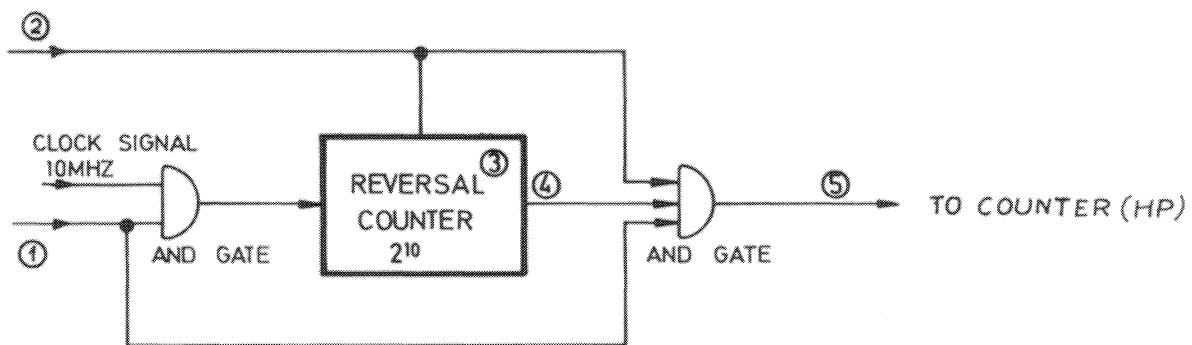 ②
CLOCK SIGNAL
10MHZ
①
AND GATE
REVERSAL ③
COUNTER
2¹⁰
④
AND GATE
⑤
TO COUNTER (HP)